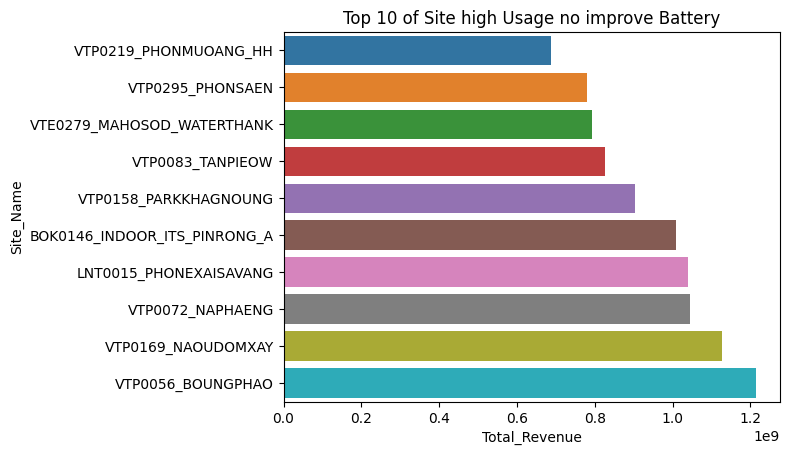 Top 10 of Site high Usage no improve Battery
Site_Name
VTP0219_PHONMUOANG_HH
VTP0295_PHONSAEN
VTE0279_MAHOSOD_WATERTHANK
VTP0083_TANPIEOW
VTP0158_PARKKHAGNOUNG
BOK0146_INDOOR_ITS_PINRONG_A
LNT0015_PHONEXAISAVANG
VTP0072_NAPHAENG
VTP0169_NAOUDOMXAY
VTP0056_BOUNGPHAO
0.0 0.2 0.4 0.6 0.8 1.0 1.2
1e9
Total_Revenue